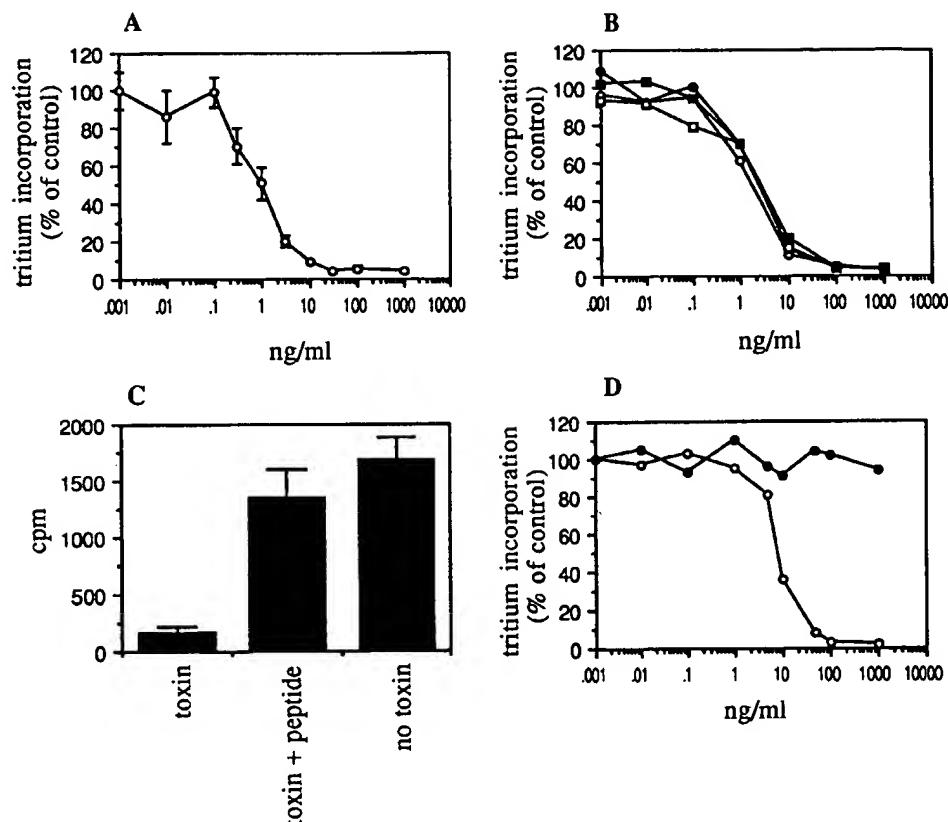 A
tritium incorporation
(% of control)
120
100
80
60
40
20
0
.001 .01 .1 1 10 100 1000 10000
ng/ml
B
tritium incorporation
(% of control)
120
100
80
60
40
20
0
.001 .01 .1 1 10 100 1000 10000
ng/ml
C
cpm
2000
1500
1000
500
0
toxin
toxin + peptide
no toxin
D
tritium incorporation
(% of control)
120
100
80
60
40
20
0
.001 .01 .1 1 10 100 1000 10000
ng/ml